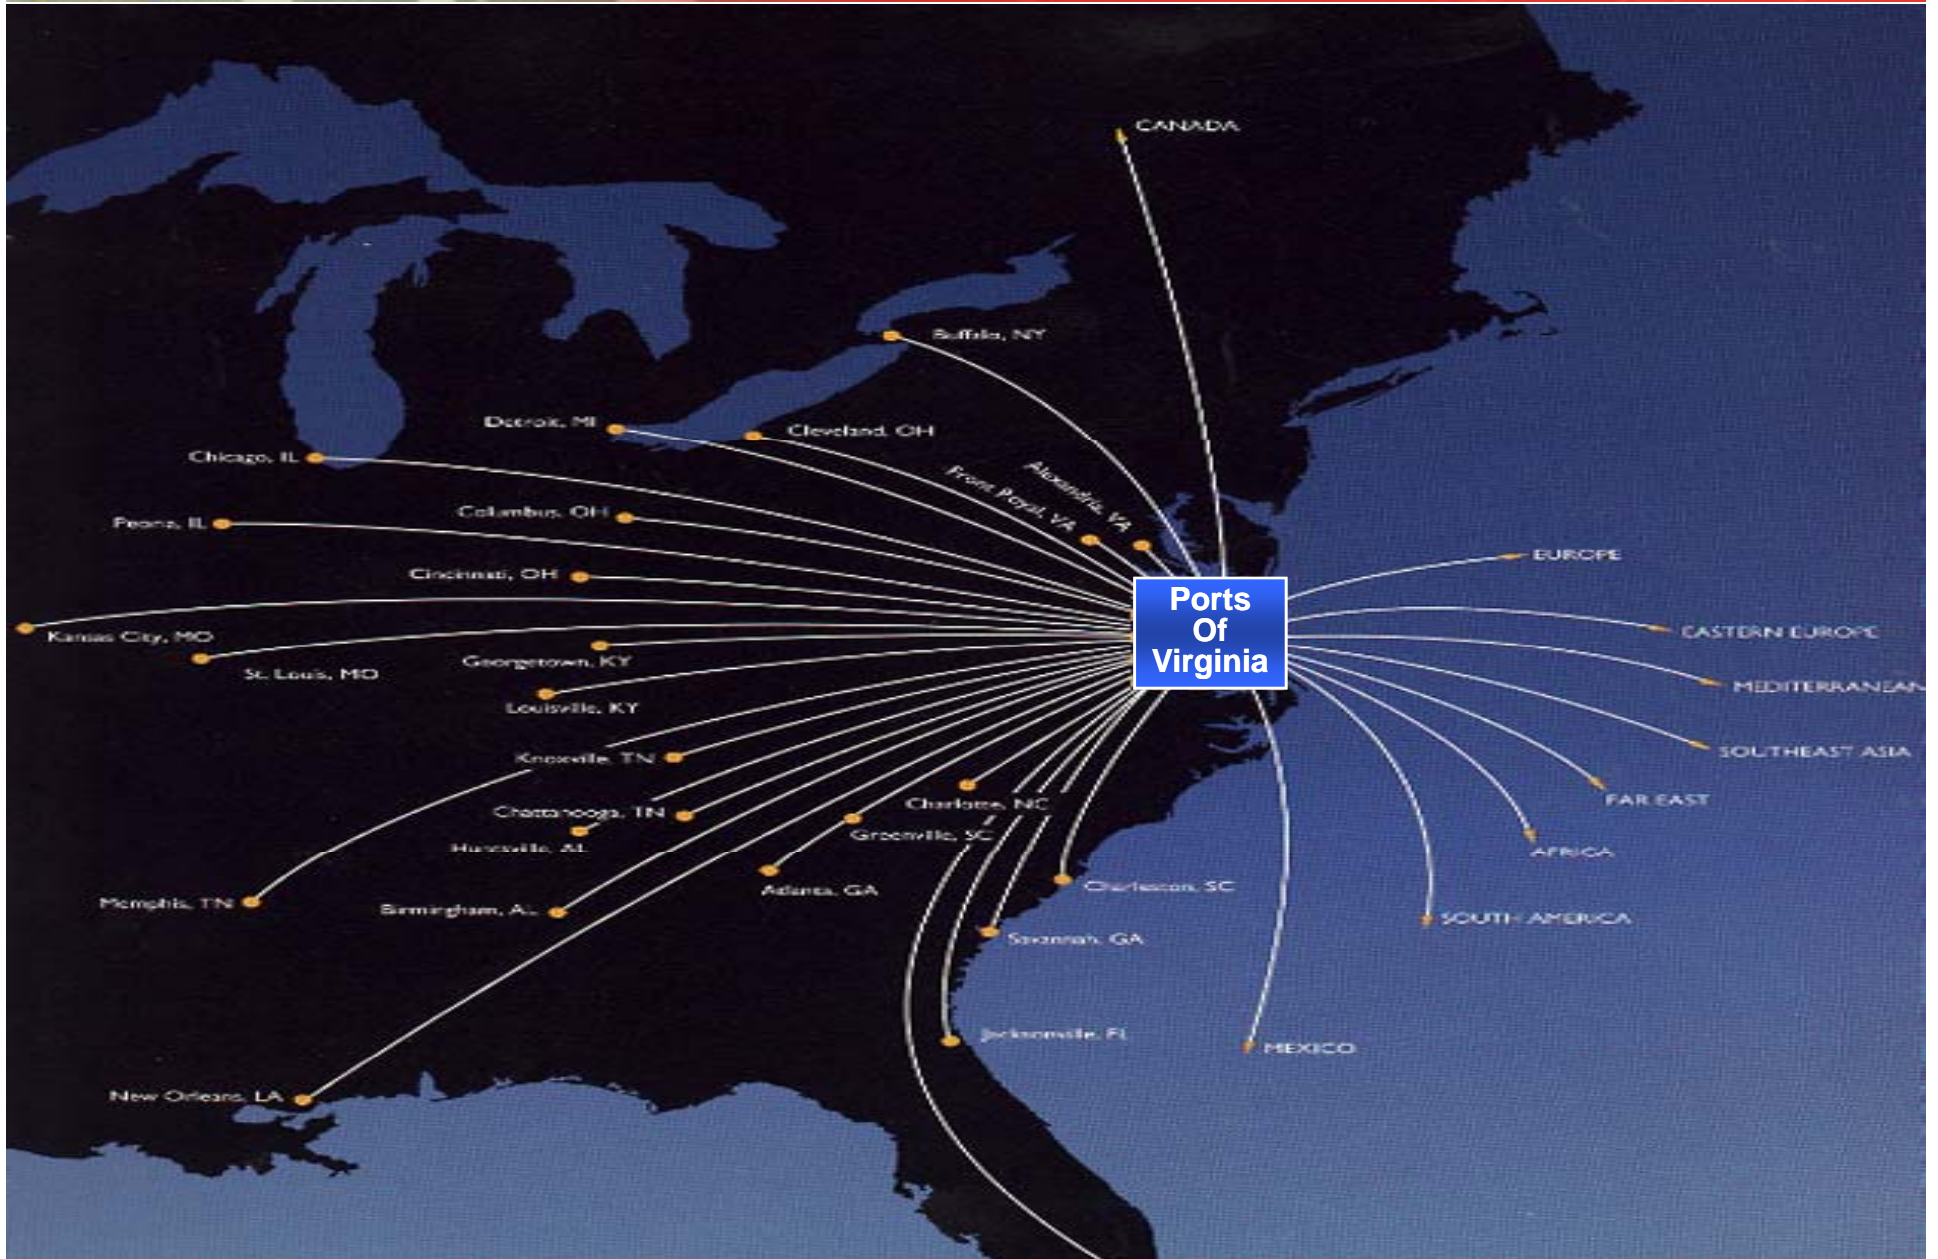 CANADA
Buffalo, NY
Detroit, MI
Cleveland, OH
Chicago, IL
Alexandria, VA
Front Royal, VA
Columbus, OH
Peoria, IL
Cincinnati, OH
EUROPE
Ports
Of
Virginia
Kansas City, MO
EASTERN EUROPE
Georgetown, KY
St. Louis, MO
MEDITERRANEAN
Louisville, KY
SOUTHEAST ASIA
Knoxville, TN
FAR EAST
Charlotte, NC
Chattanooga, TN
Greenville, SC
Huntsville, AL
AFRICA
Atlanta, GA
Charleston, SC
Memphis, TN
Birmingham, AL
SOUTH AMERICA
Savannah, GA
Jacksonville, FL
MEXICO
New Orleans, LA